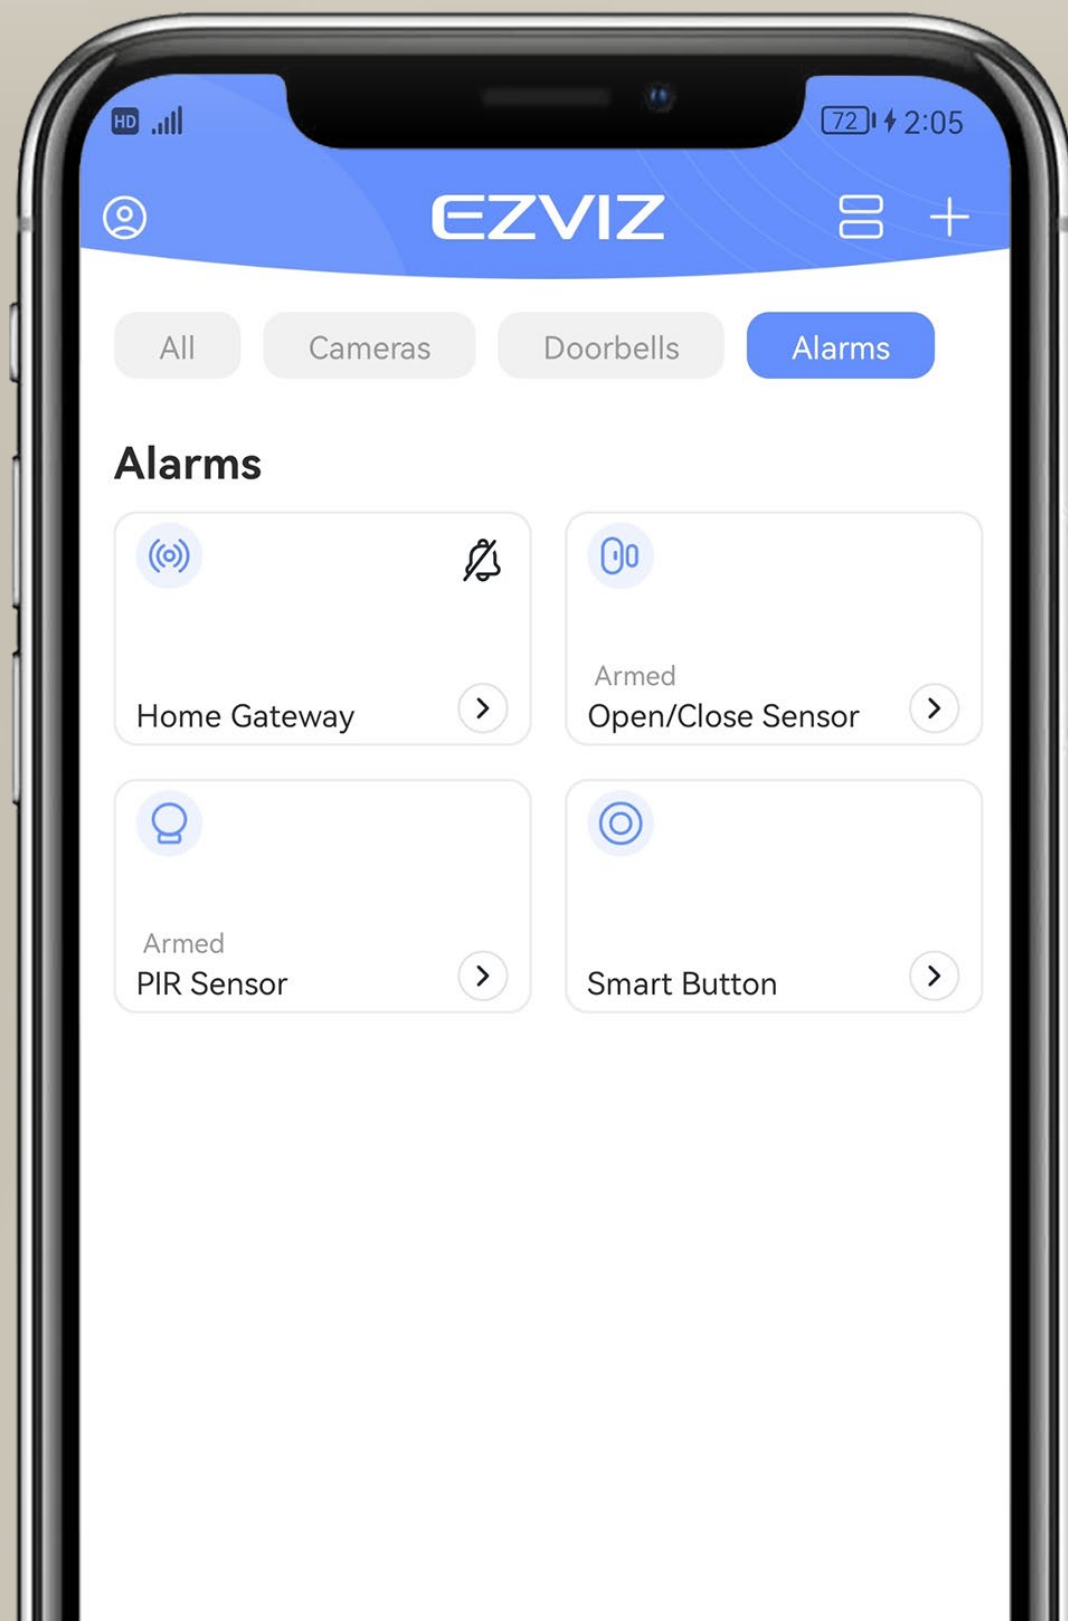 HD 72 2:05
EZVIZ
All Cameras Doorbells Alarms
Alarms
Home Gateway
Armed
Open/Close Sensor
Armed
PIR Sensor
Smart Button